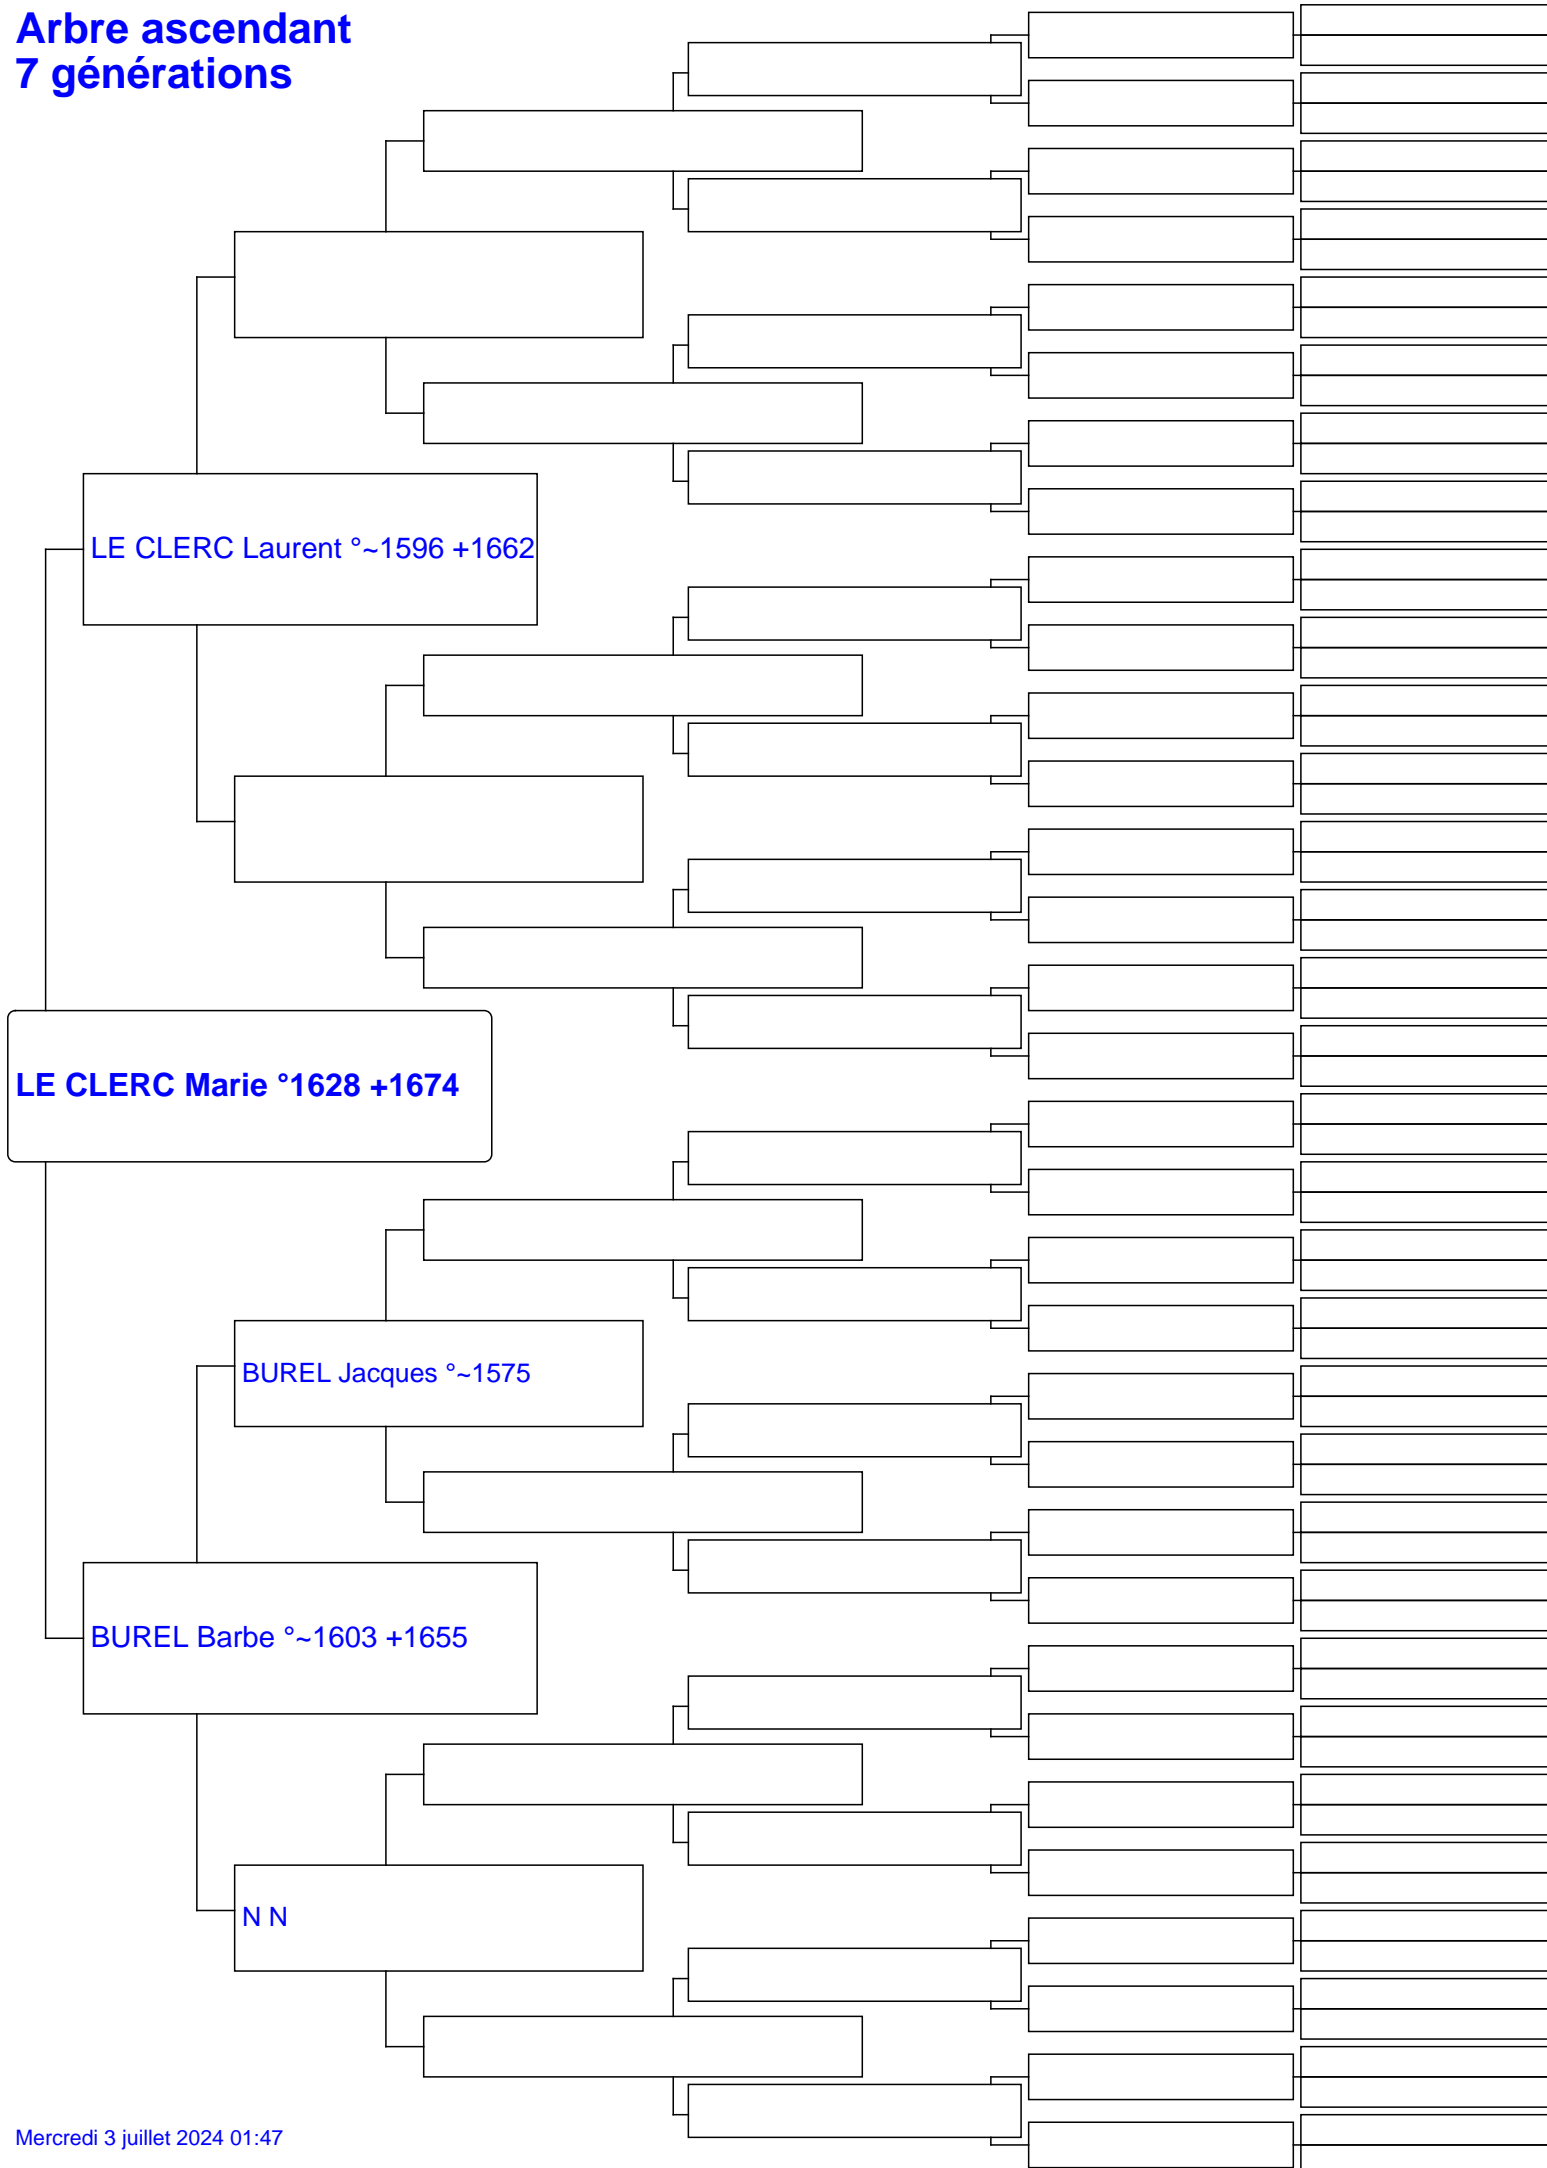 Arbre ascendant
7 générations
LE CLERC Laurent °~1596 +1662
LE CLERC Marie °1628 +1674
BUREL Jacques °~1575
BUREL Barbe °~1603 +1655
N N
Mercredi 3 juillet 2024 01:47